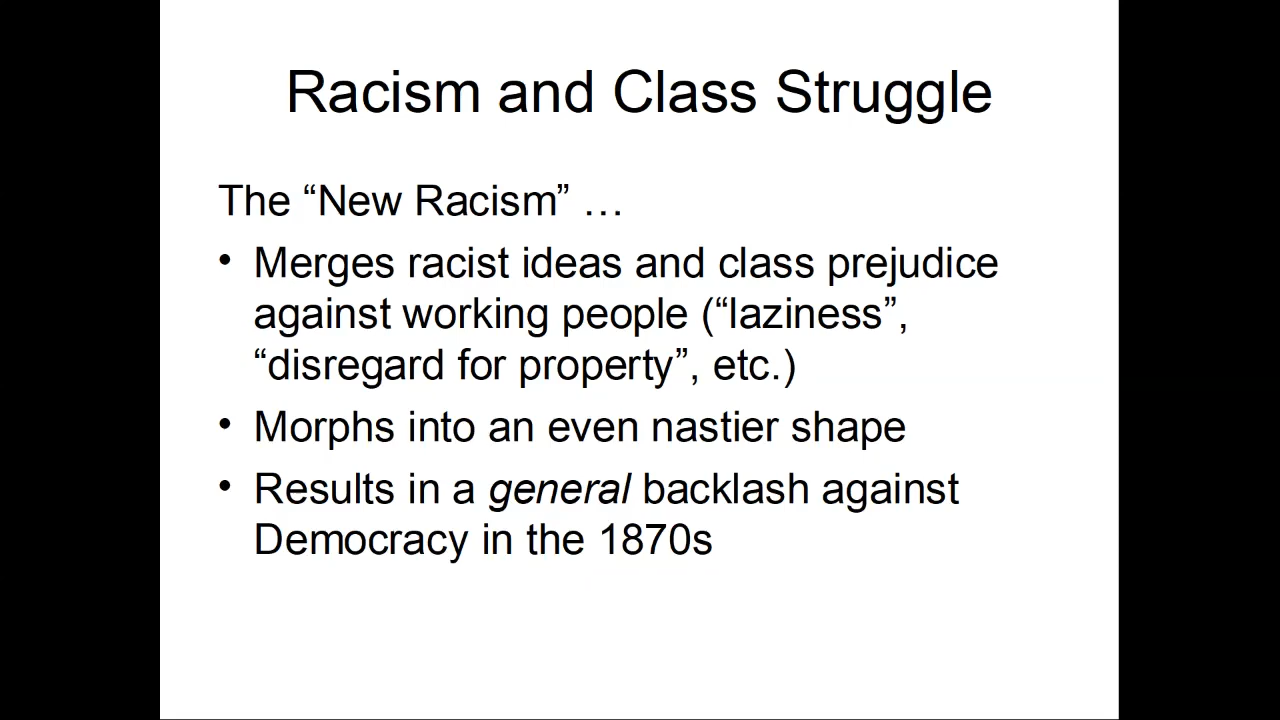 Racism and Class Struggle
The “New Racism” …
• Merges racist ideas and class prejudice
against working people (“laziness”,
“disregard for property”, etc.)
• Morphs into an even nastier shape
• Results in a general backlash against
Democracy in the 1870s